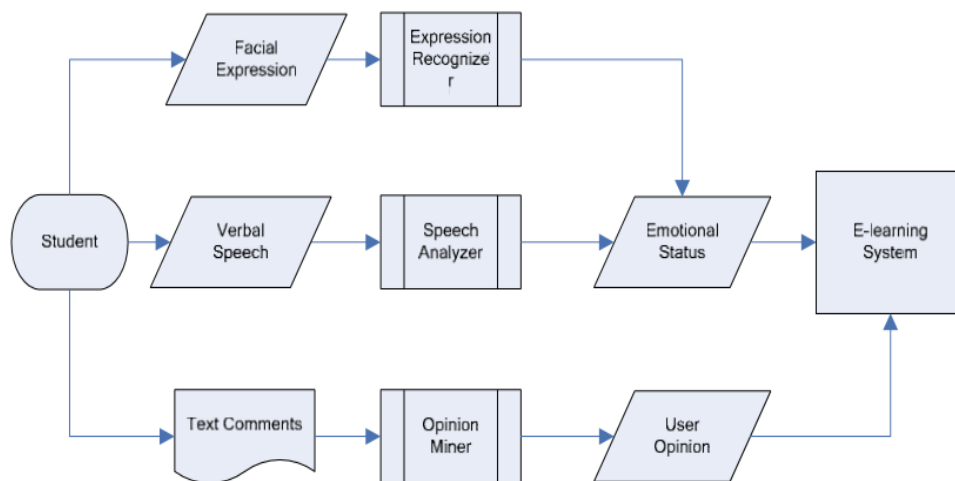 Facial
Expression
Expression
Recognize
r
Student
Verbal
Speech
Speech
Analyzer
Emotional
Status
E-learning
System
Text Comments
Opinion
Miner
User
Opinion